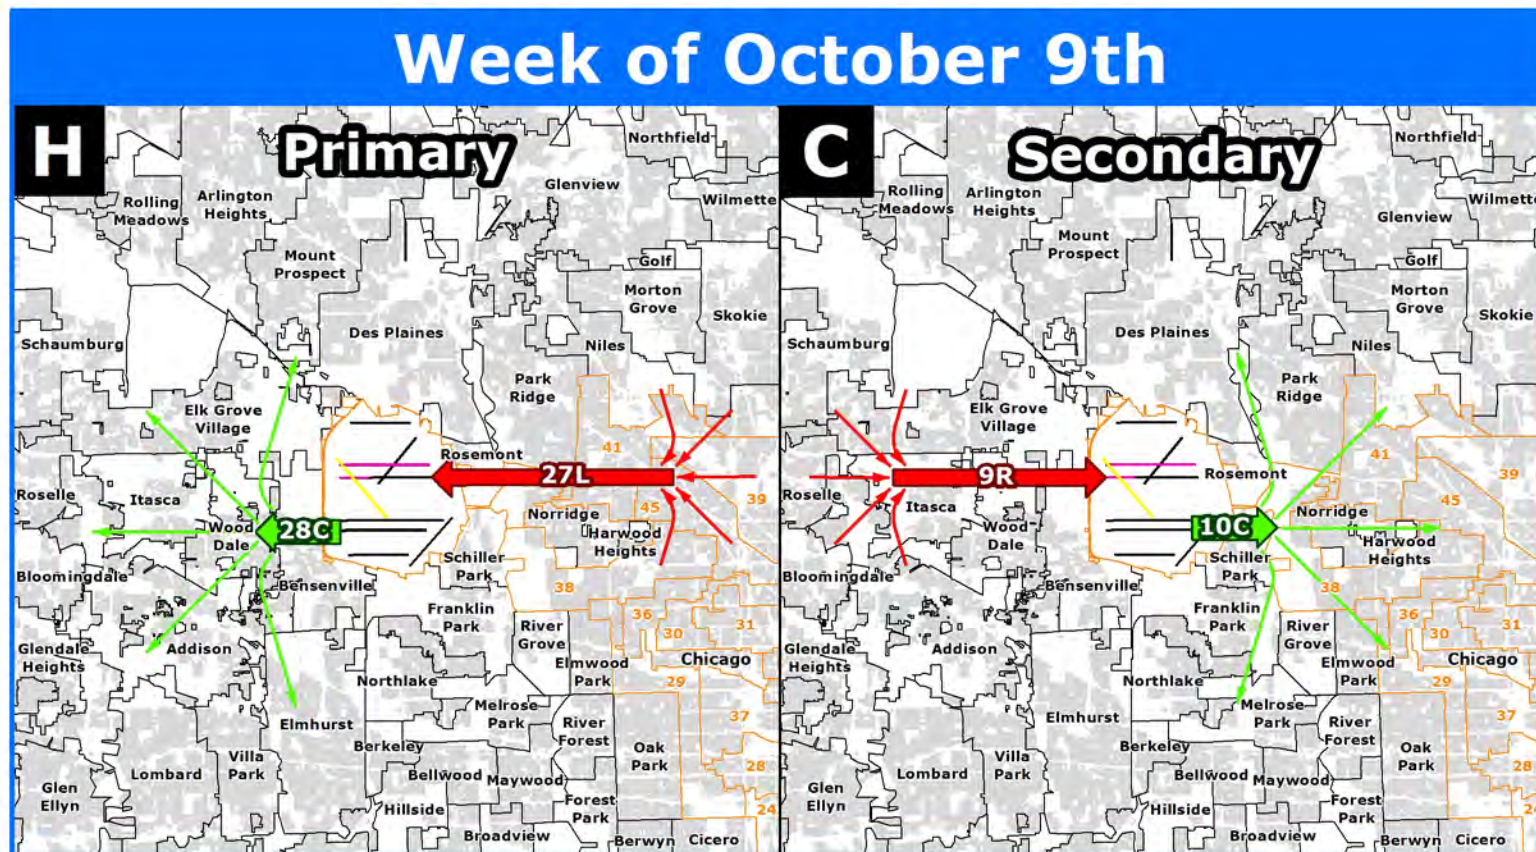 Week of October 9th
H
Primary
Northfield
Glenview
Arlington
Heights
Rolling
Meadows
Wilmette
Mount
Prospect
Golf
Morton
Grove
Skokie
Des Plaines
Schaumburg
Niles
Park
Ridge
Elk Grove
Village
41
Rosemont
27L
39
Roselle
Itasca
45
Norridge
Wood
Dale
28C
Harwood
Heights
Schiller
Park
Bloomingdale
Bensenville
38
Franklin
Park
36
31
River
Grove
30
Glendale
Heights
Addison
Chicago
Elmwood
Park
Northlake
29
Melrose
Park
37
Elmhurst
River
Forest
Berkeley
Oak
Park
Villa
Park
28
Lombard
Bellwood
Maywood
Glen
Ellyn
Forest
Park
Hillside
24
Broadview
Berwyn
Cicero
C
Secondary
Northfield
Rolling
Meadows
Arlington
Heights
Wilmette
Glenview
Mount
Prospect
Golf
Morton
Grove
Skokie
Des Plaines
Schaumburg
Niles
Park
Ridge
Elk Grove
Village
41
Rosemont
9R
39
Roselle
Itasca
45
Norridge
Wood
Dale
10C
Harwood
Heights
Schiller
Park
Bloomingdale
Bensenville
38
Franklin
Park
36
31
River
Grove
30
Glendale
Heights
Addison
Chicago
Elmwood
Park
Northlake
29
Melrose
Park
37
Elmhurst
River
Forest
Berkeley
Oak
Park
Villa
Park
28
Lombard
Bellwood
Maywood
Glen
Ellyn
Forest
Park
Hillside
Broadview
Berwyn
Cicero